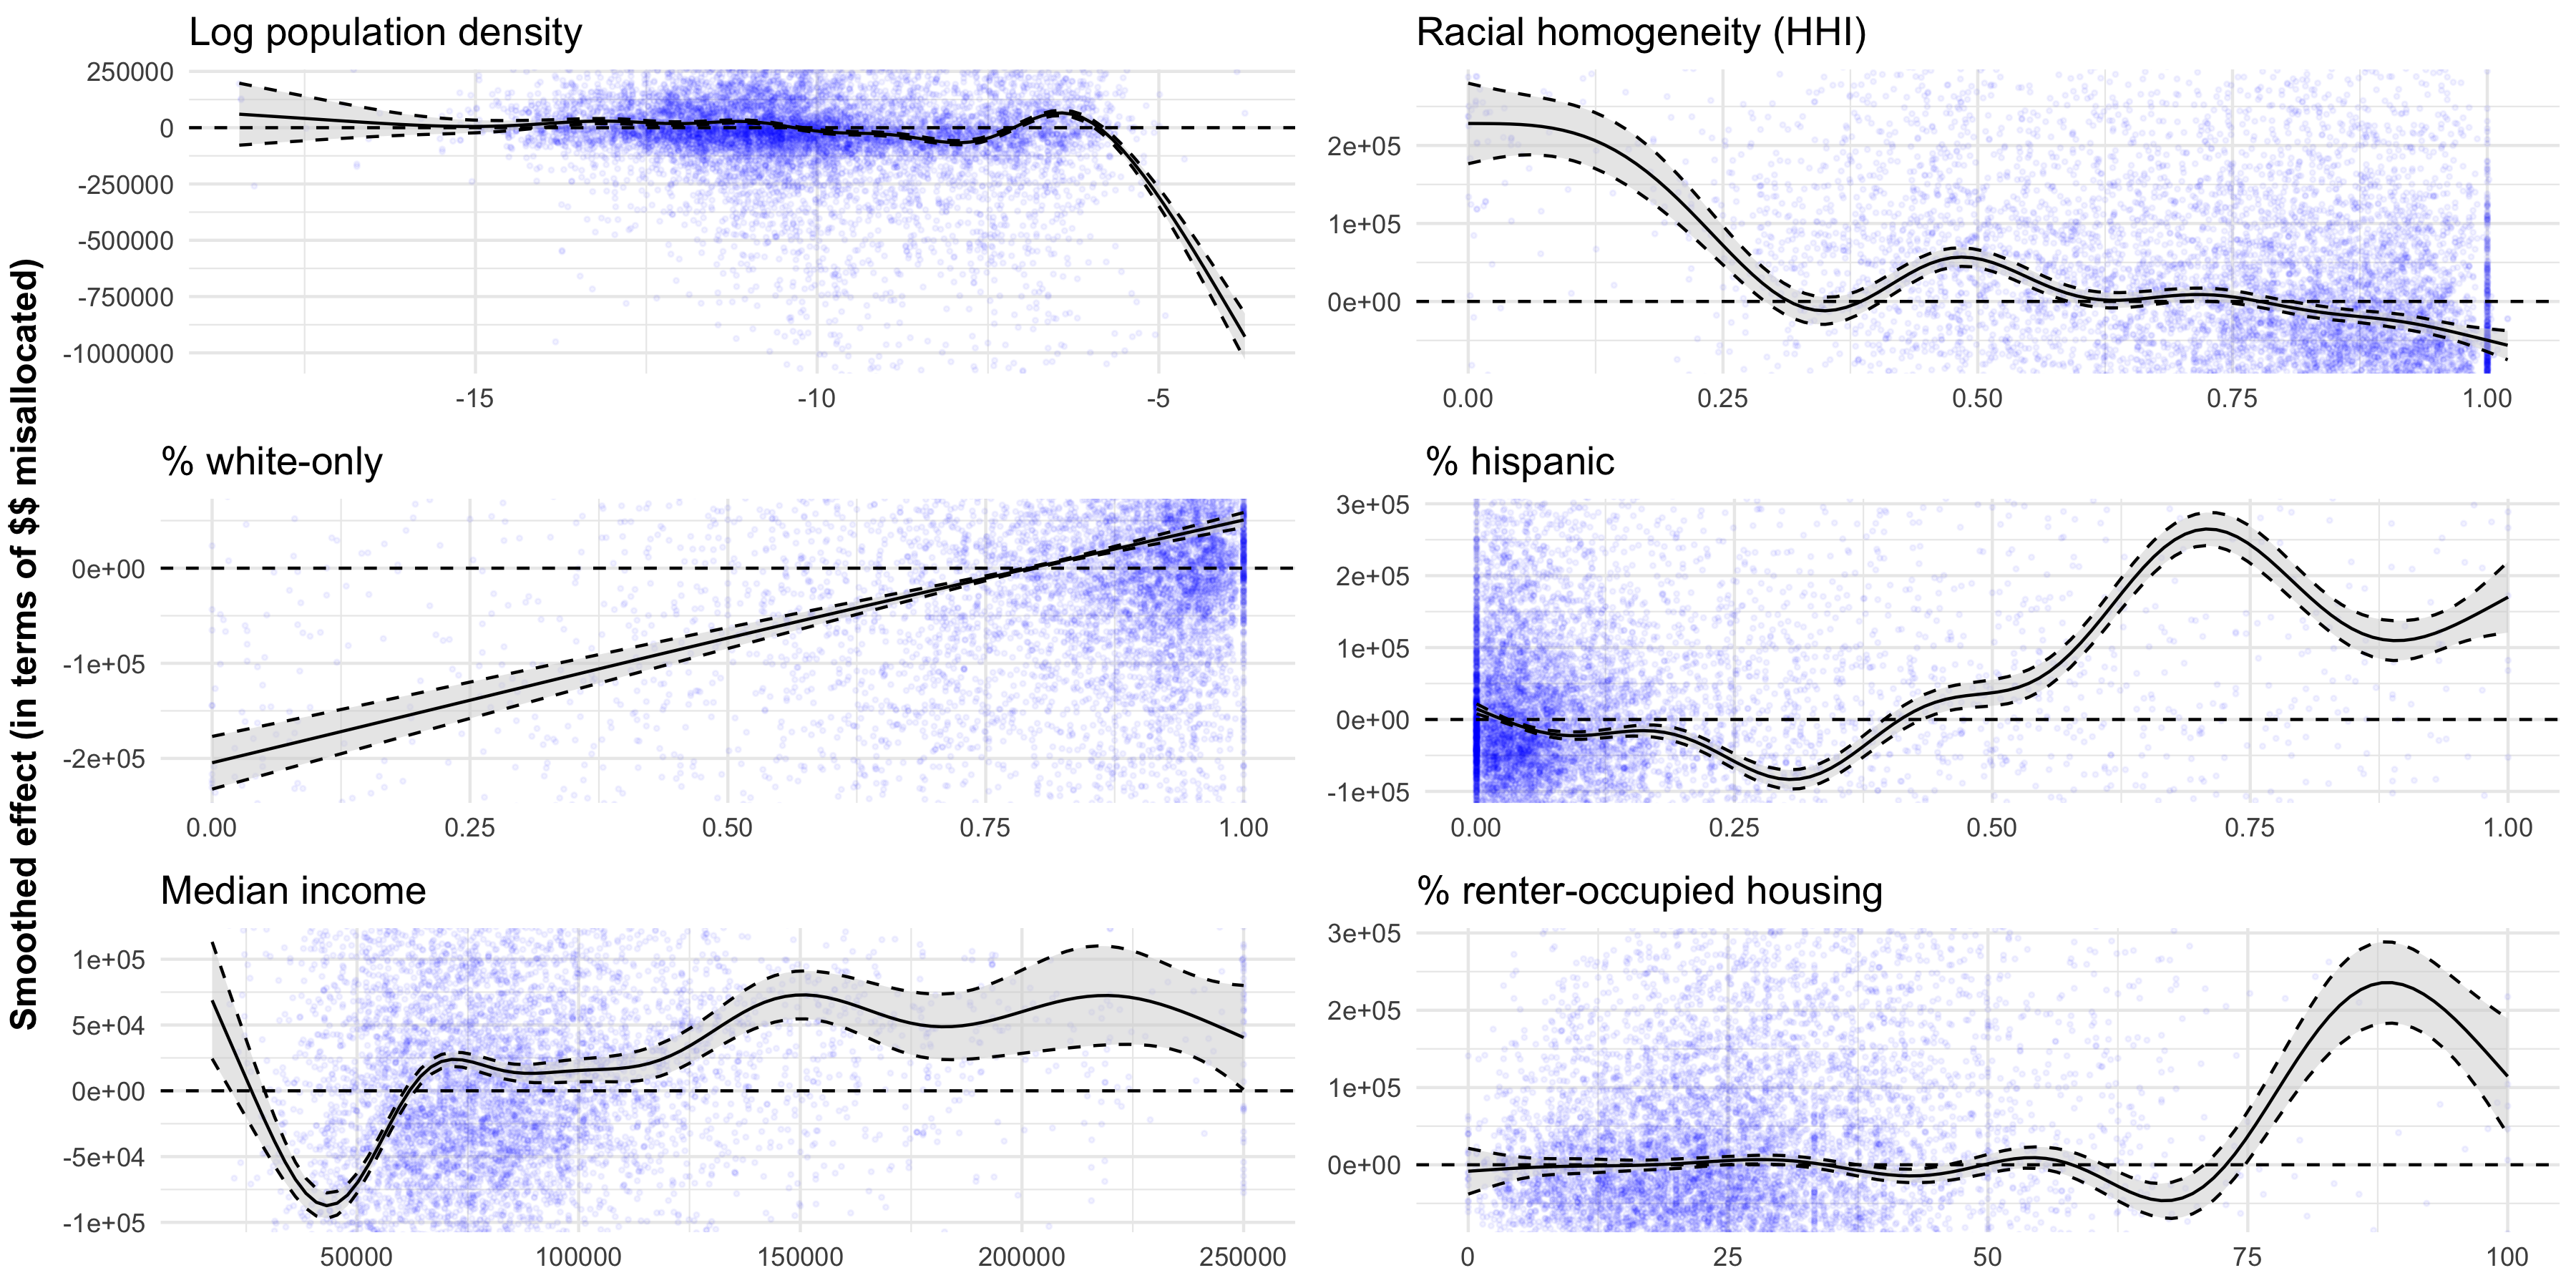 Smoothed effect (in terms of $$ misallocated)
Log population density
250000
0
-250000
-500000
-750000
-1000000
-15 -10 -5
Racial homogeneity (HHI)
2e+05
1e+05
0e+00
0.00 0.25 0.50 0.75 1.00
% white-only
0e+00
-1e+05
-2e+05
0.00 0.25 0.50 0.75 1.00
% hispanic
3e+05
2e+05
1e+05
0e+00
-1e+05
0.00 0.25 0.50 0.75 1.00
Median income
1e+05
5e+04
0e+00
-5e+04
-1e+05
50000 100000 150000 200000 250000
% renter-occupied housing
3e+05
2e+05
1e+05
0e+00
0 25 50 75 100